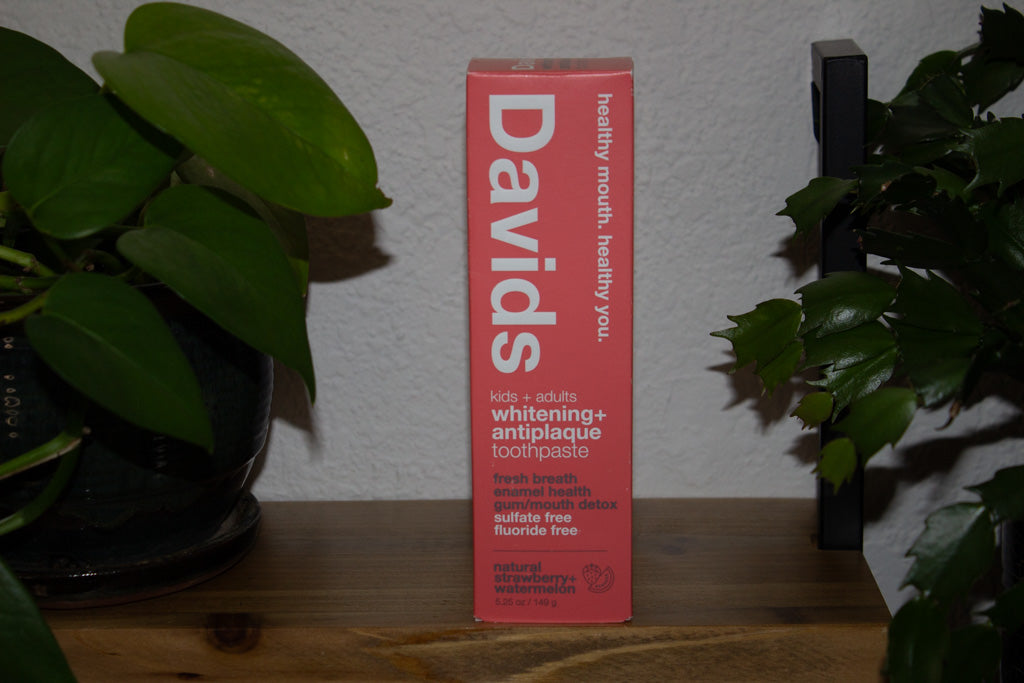 Davids
healthy mouth. healthy you.
kids + adults
whitening+
antiplaque
toothpaste
fresh breath
enamel health
gum/mouth detox
sulfate free
fluoride free
natural
strawberry+
watermelon
5.25 oz / 149 g